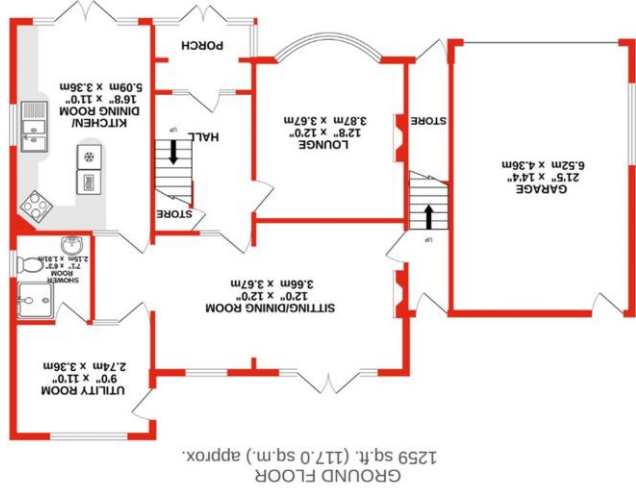 GROUND FLOOR
1259 sq.ft. (117.0 sq.m.) approx.
UTILITY ROOM
9'0" x 11'0"
2.74m x 3.36m
SITTING/DINING ROOM
12'0" x 12'0"
3.66m x 3.67m
SHOWER
ROOM
7'1" x 6'3"
2.15m x 1.91m
STORE
UP
HALL
UP
STORE
GARAGE
21'5" x 14'4"
6.52m x 4.36m
LOUNGE
12'8" x 12'0"
3.87m x 3.67m
KITCHEN/
DINING ROOM
16'8" x 11'0"
5.09m x 3.36m
PORCH